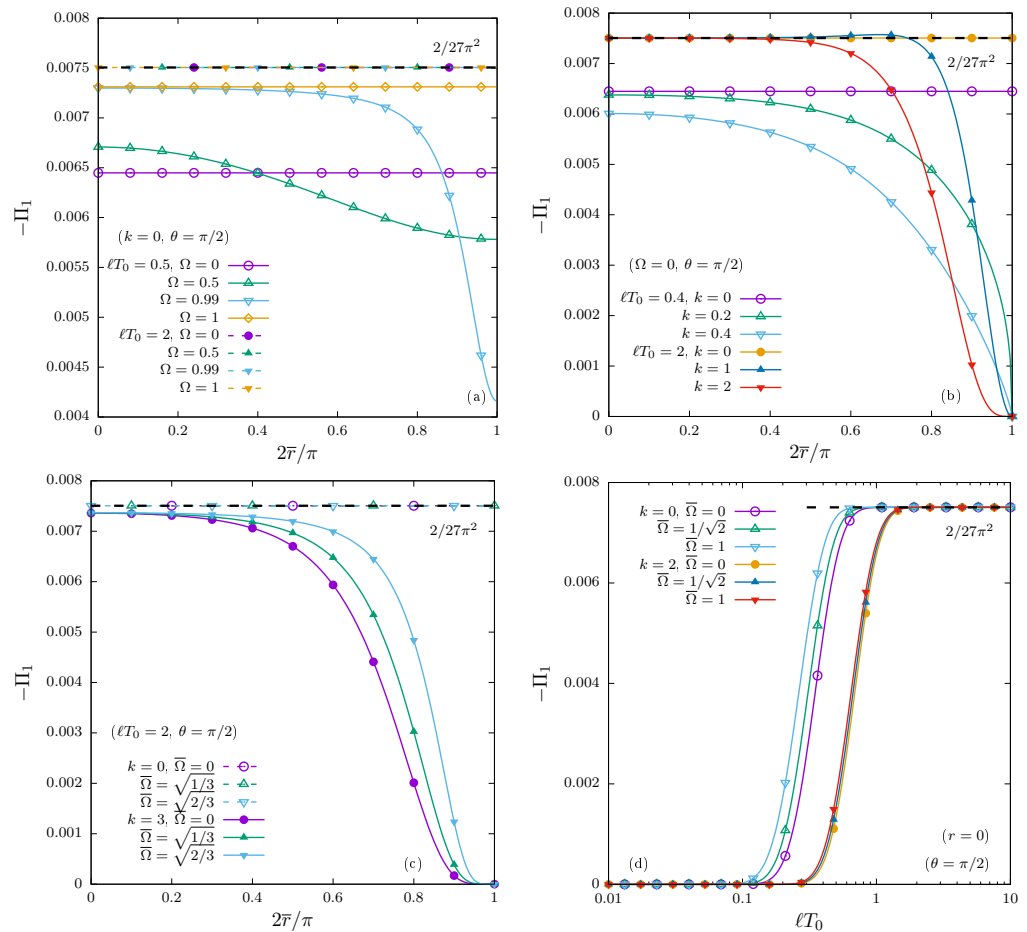 0.008
0.0075
0.007
0.0065
0.006
0.0055
0.005
0.0045
0.004
−Π₁
2/27π²
(k = 0, θ = π/2)
ℓT₀ = 0.5, Ω = 0
Ω = 0.5
Ω = 0.99
Ω = 1
ℓT₀ = 2, Ω = 0
Ω = 0.5
Ω = 0.99
Ω = 1
(a)
0 0.2 0.4 0.6 0.8 1
2r̅/π
0.008
0.007
0.006
0.005
0.004
0.003
0.002
0.001
0
−Π₁
2/27π²
(Ω = 0, θ = π/2)
ℓT₀ = 0.4, k = 0
k = 0.2
k = 0.4
ℓT₀ = 2, k = 0
k = 1
k = 2
(b)
0 0.2 0.4 0.6 0.8 1
2r̅/π
0.008
0.007
0.006
0.005
0.004
0.003
0.002
0.001
0
−Π₁
2/27π²
(ℓT₀ = 2, θ = π/2)
k = 0, Ω̅ = 0
Ω̅ = √1/3
Ω̅ = √2/3
k = 3, Ω̅ = 0
Ω̅ = √1/3
Ω̅ = √2/3
(c)
0 0.2 0.4 0.6 0.8 1
2r̅/π
0.008
0.006
0.004
0.002
0
−Π₁
k = 0, Ω̅ = 0
Ω̅ = 1/√2
Ω̅ = 1
k = 2, Ω̅ = 0
Ω̅ = 1/√2
Ω̅ = 1
2/27π²
(r = 0)
(d) (θ = π/2)
0.01 0.1 1 10
ℓT₀